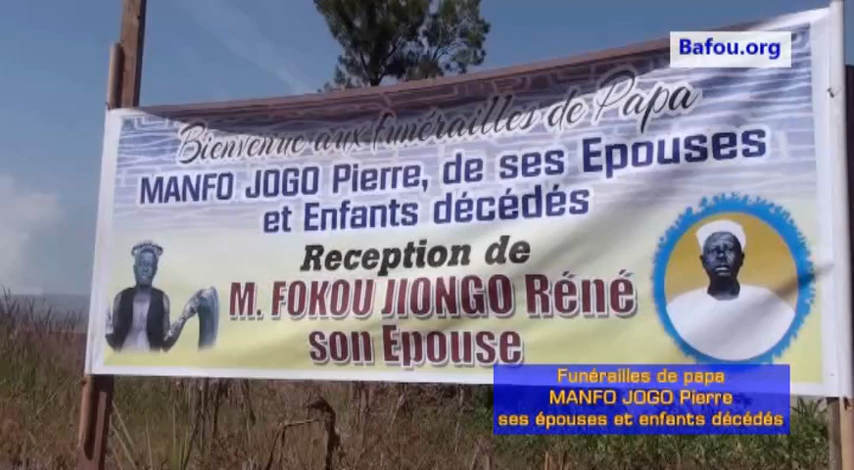 Bafou.org
Bienvenue aux funérailles de Papa
MANFO JOGO Pierre, de ses Epouses
et Enfants décédés
Reception de
M. FOKOU JIONGO Réné
son Epouse
Funérailles de papa
MANFO JOGO Pierre
ses épouses et enfants décédés